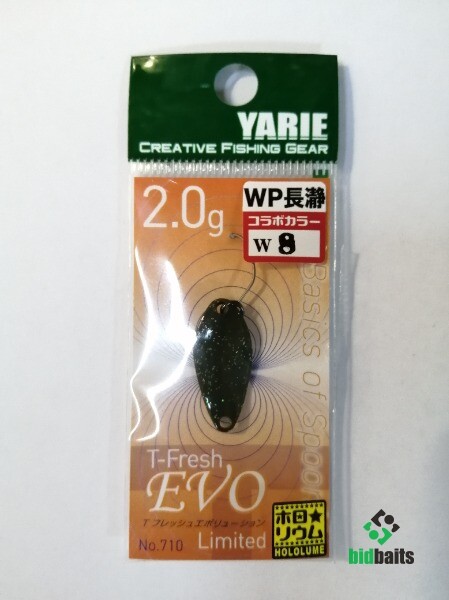 YARIE
CREATIVE FISHING GEAR
2.0g
WP長瀞
コラボカラー
W 8
Basics of Spoon
T-Fresh
EVO
T フレッシュエボリューション
No.710 Limited
ホロ★
ソウム
HOLOLUME
bidbaits